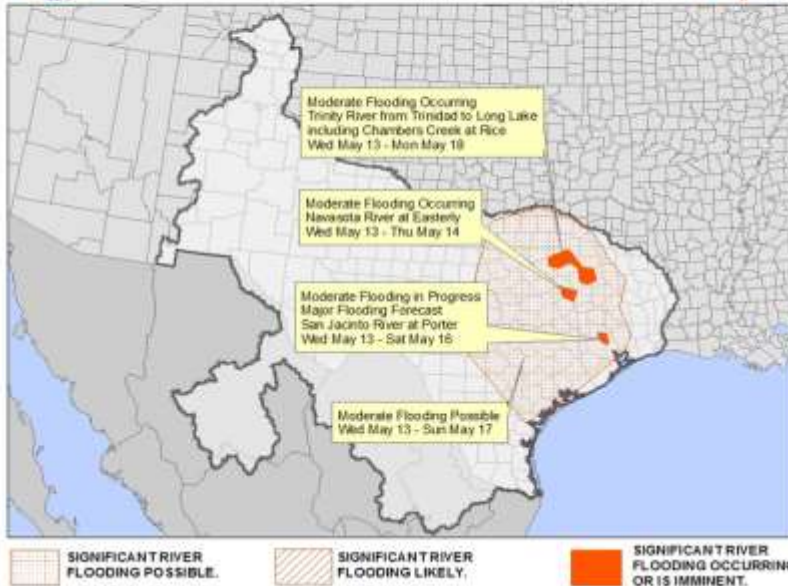 Moderate Flooding Occurring
Trinity River from Trinidad to Long Lake
including Chambers Creek at Rice
Wed May 13 - Mon May 18
Moderate Flooding Occurring
Navasota River at Easterly
Wed May 13 - Thu May 14
Moderate Flooding in Progress
Major Flooding Forecast
San Jacinto River at Porter
Wed May 13 - Sat May 16
Moderate Flooding Possible
Wed May 13 - Sun May 17
SIGNIFICANT RIVER
FLOODING POSSIBLE.
SIGNIFICANT RIVER
FLOODING LIKELY.
SIGNIFICANT RIVER
FLOODING OCCURRING
OR IS IMMINENT.